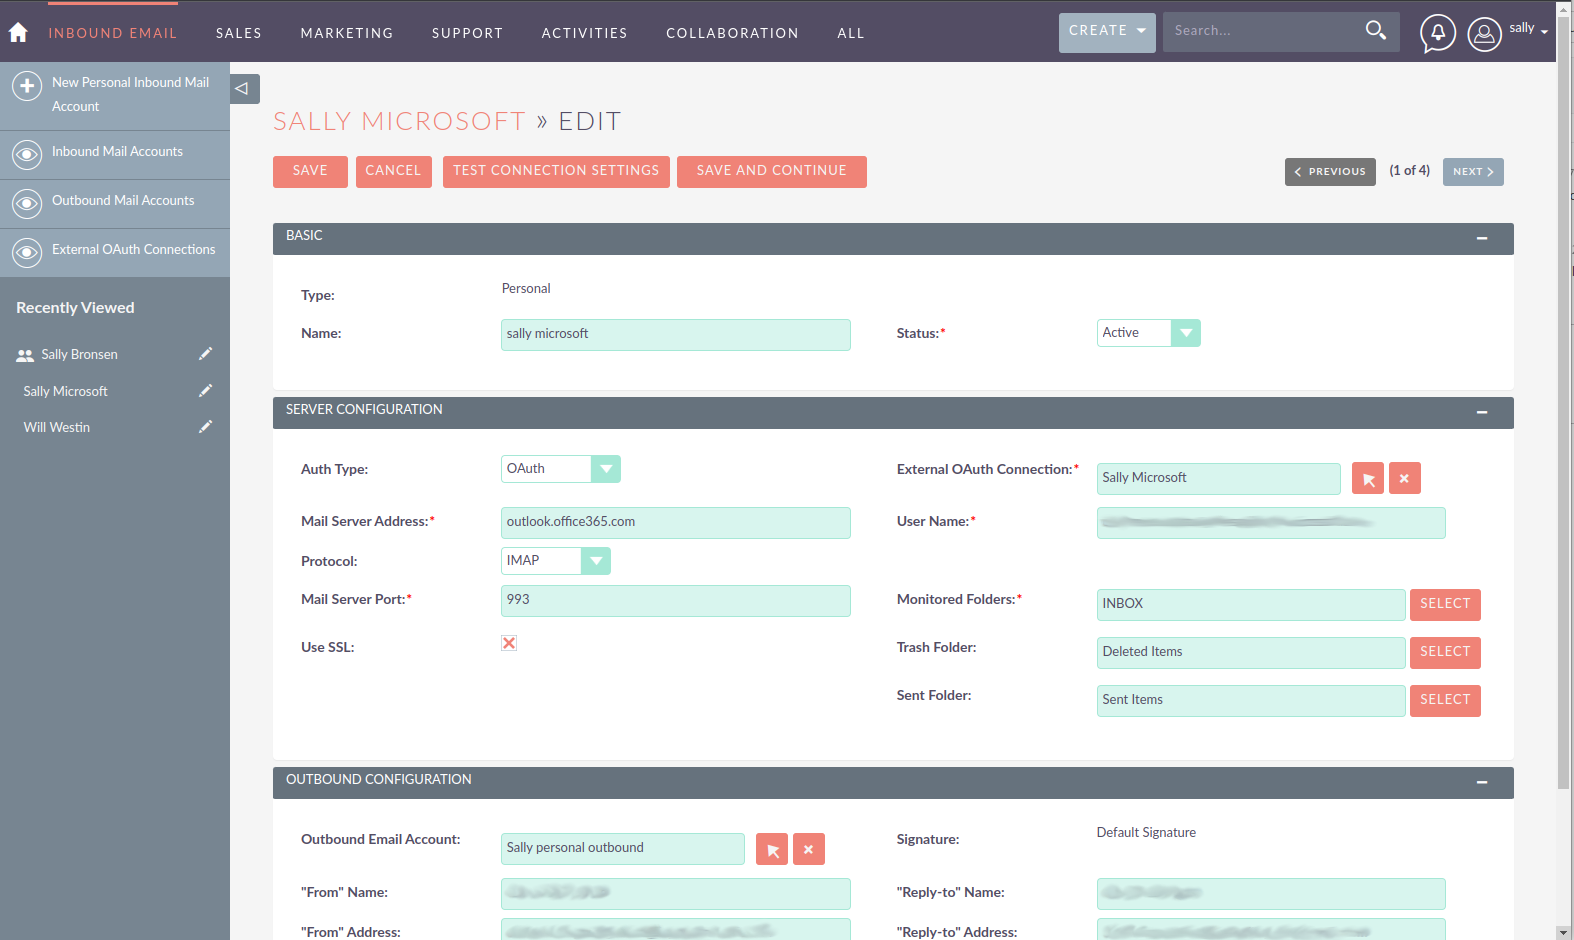 INBOUND EMAIL SALES MARKETING SUPPORT ACTIVITIES COLLABORATION ALL CREATE Search... sally
New Personal Inbound Mail
Account
Inbound Mail Accounts
Outbound Mail Accounts
External OAuth Connections
Recently Viewed
Sally Bronsen
Sally Microsoft
Will Westin
SALLY MICROSOFT » EDIT
SAVE CANCEL TEST CONNECTION SETTINGS SAVE AND CONTINUE PREVIOUS (1 of 4) NEXT
BASIC
Type: Personal
Name: sally microsoft Status:* Active
SERVER CONFIGURATION
Auth Type: OAuth External OAuth Connection:* Sally Microsoft
Mail Server Address:* outlook.office365.com User Name:*
Protocol: IMAP
Mail Server Port:* 993 Monitored Folders:* INBOX SELECT
Use SSL: Trash Folder: Deleted Items SELECT
Sent Folder: Sent Items SELECT
OUTBOUND CONFIGURATION
Outbound Email Account: Sally personal outbound Signature: Default Signature
"From" Name: "Reply-to" Name:
"From" Address: "Reply-to" Address: